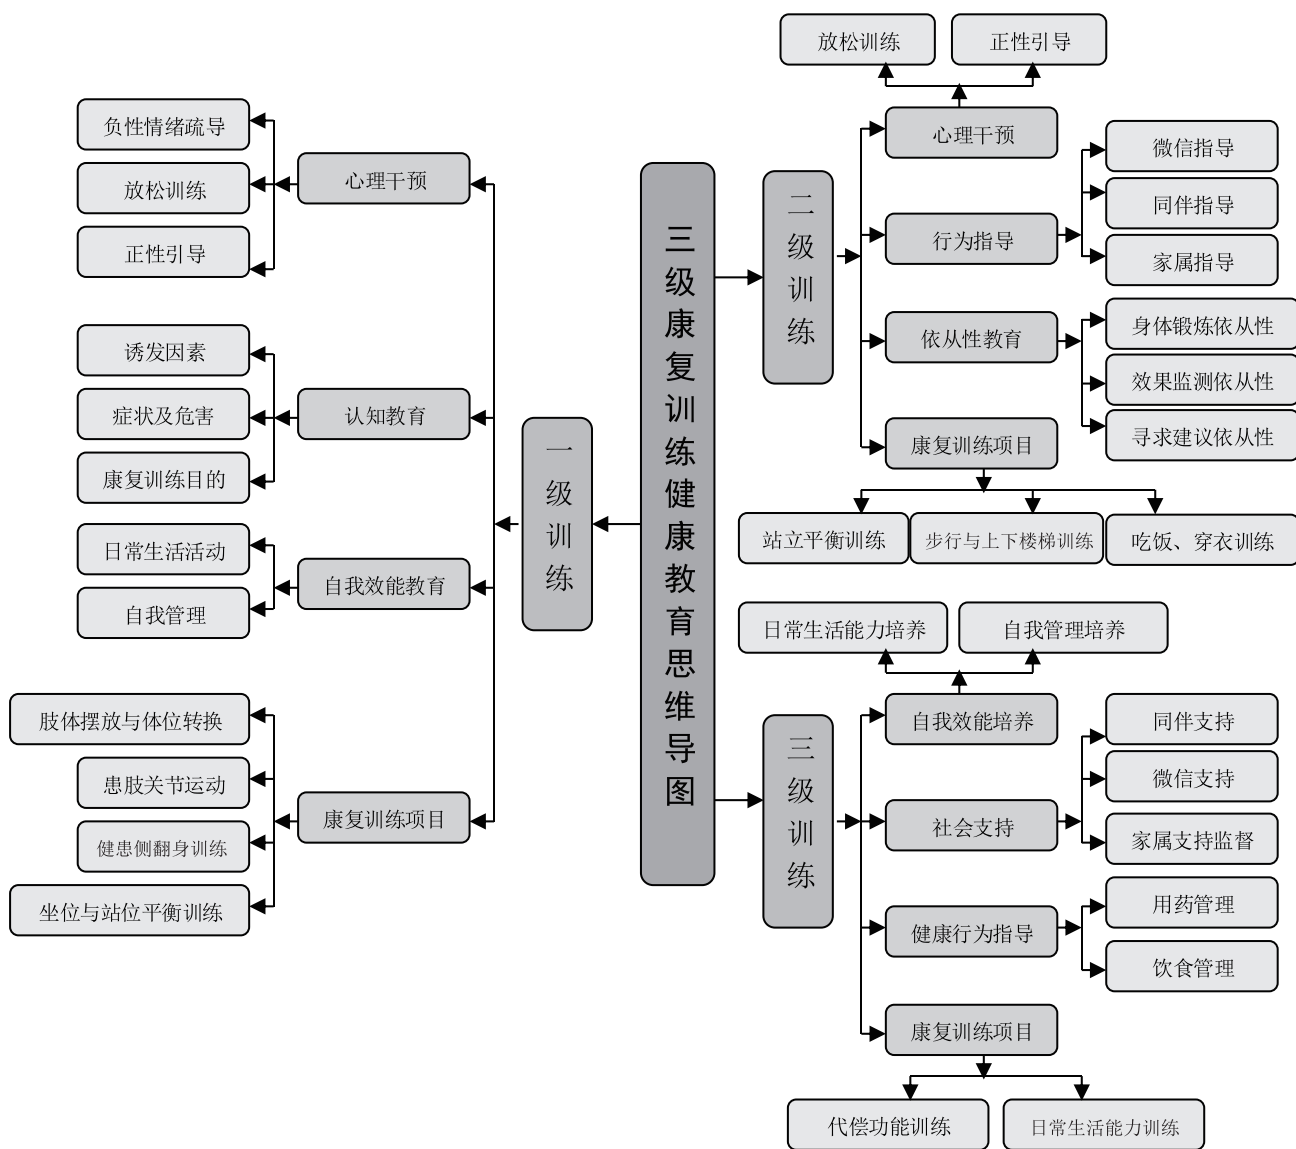 三级康复训练健康教育思维导图
一级训练
心理干预
负性情绪疏导
放松训练
正性引导
认知教育
诱发因素
症状及危害
康复训练目的
自我效能教育
日常生活活动
自我管理
康复训练项目
肢体摆放与体位转换
患肢关节运动
健患侧翻身训练
坐位与站位平衡训练
二级训练
心理干预
放松训练
正性引导
行为指导
微信指导
同伴指导
家属指导
依从性教育
身体锻炼依从性
效果监测依从性
寻求建议依从性
康复训练项目
站立平衡训练
步行与上下楼梯训练
吃饭、穿衣训练
三级训练
自我效能培养
日常生活能力培养
自我管理培养
社会支持
同伴支持
微信支持
家属支持监督
健康行为指导
用药管理
饮食管理
康复训练项目
代偿功能训练
日常生活能力训练